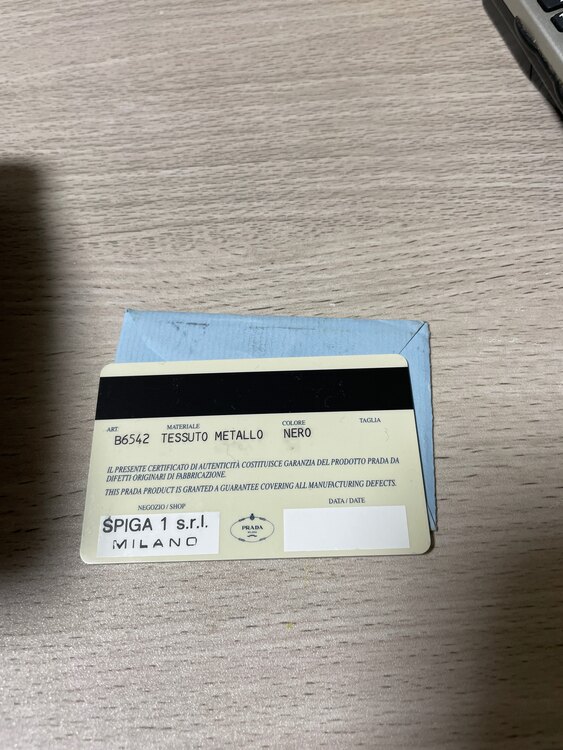 ART. MATERIALE COLORE TAGLIA
B6542 TESSUTO METALLO NERO
IL PRESENTE CERTIFICATO DI AUTENTICITÀ COSTITUISCE GARANZIA DEL PRODOTTO PRADA DA
DIFETTI ORIGINARI DI FABBRICAZIONE.
THIS PRADA PRODUCT IS GRANTED A GUARANTEE COVERING ALL MANUFACTURING DEFECTS.
NEGOZIO / SHOP DATA / DATE
SPIGA 1 s.r.l.
MILANO
PRADA